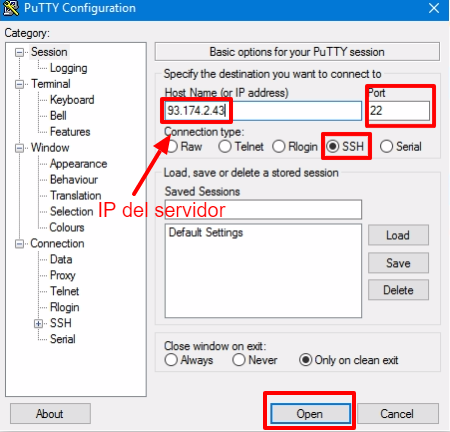 PuTTY Configuration
Category:
Session
Logging
Terminal
Keyboard
Bell
Features
Window
Appearance
Behaviour
Translation
Selection
Colours
Connection
Data
Proxy
Telnet
Rlogin
SSH
Serial
Basic options for your PuTTY session
Specify the destination you want to connect to
Host Name (or IP address) Port
93.174.2.43 22
Connection type:
Raw Telnet Rlogin SSH Serial
IP del servidor
Load, save or delete a stored session
Saved Sessions
Default Settings
Load
Save
Delete
Close window on exit:
Always Never Only on clean exit
About Open Cancel